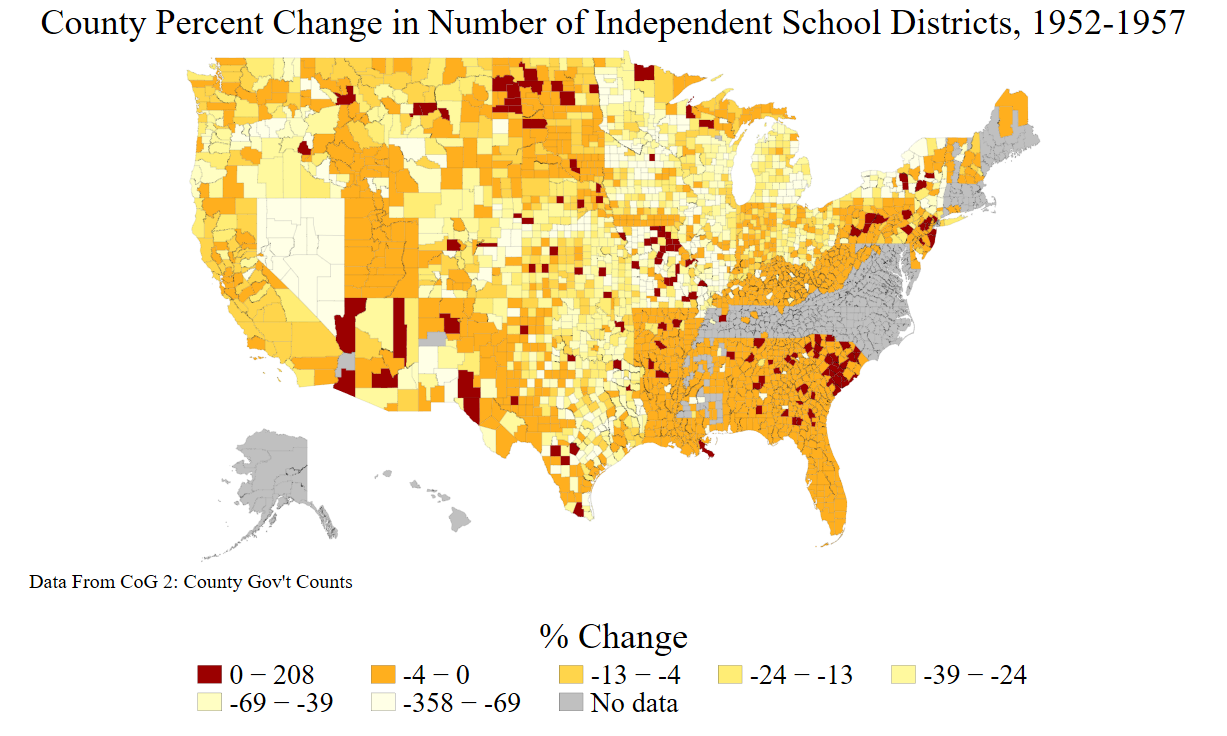 County Percent Change in Number of Independent School Districts, 1952-1957
Data From CoG 2: County Gov't Counts
% Change
0 − 208 -4 − 0 -13 − -4 -24 − -13 -39 − -24
-69 − -39 -358 − -69 No data